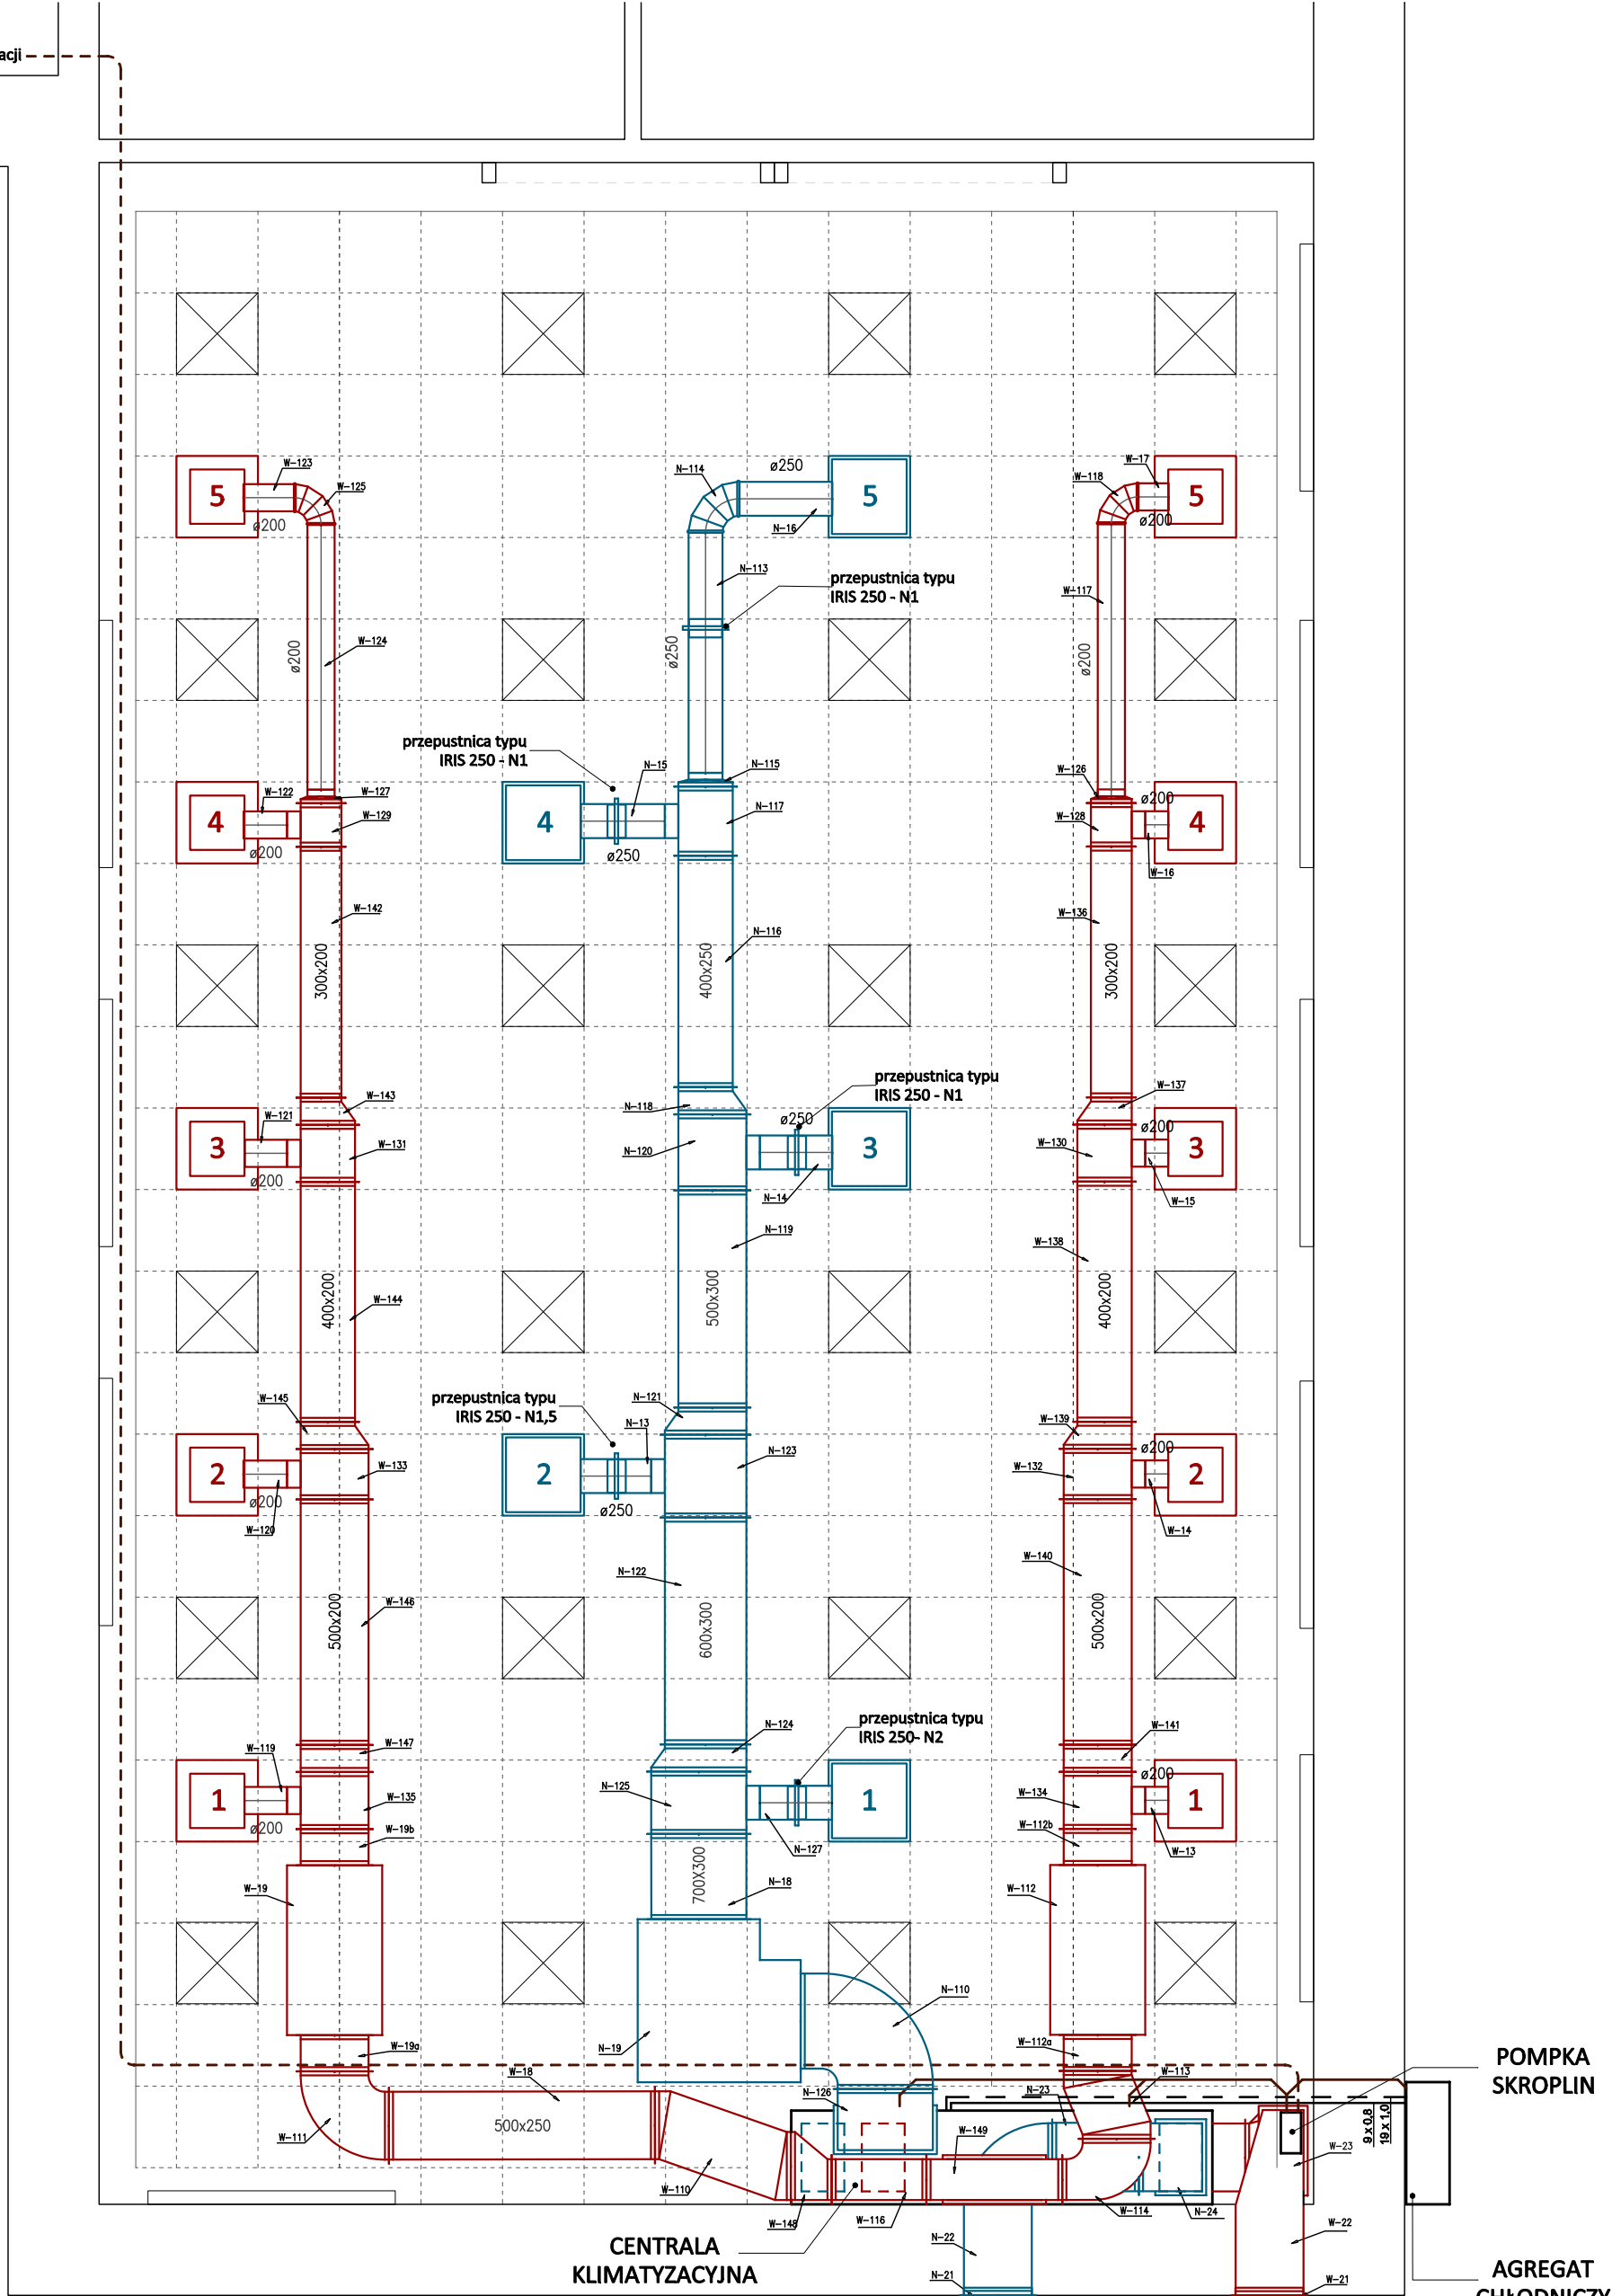 acji
W-123
W-125
5
ø200
N-114
ø250
5
N-16
W-118
W-17
5
ø200
N-113
przepustnica typu
IRIS 250 - N1
W-117
ø200
W-124
ø250
ø200
przepustnica typu
IRIS 250 - N1
N-15
N-115
W-122
W-127
W-129
4
ø200
4
ø250
N-117
W-126
W-128
ø200
4
W-16
W-142
300x200
N-116
400x250
W-136
300x200
przepustnica typu
IRIS 250 - N1
W-143
W-121
W-131
3
ø200
N-118
N-120
ø250
3
N-14
W-137
W-130
ø200
3
W-15
N-119
W-138
W-144
400x200
500x300
400x200
przepustnica typu
IRIS 250 - N1,5
W-145
N-121
N-13
N-123
W-133
2
ø200
W-120
2
ø250
W-139
W-132
ø200
2
W-14
N-122
W-140
W-146
500x200
600x300
500x200
przepustnica typu
IRIS 250- N2
W-147
W-119
W-135
1
ø200
W-19b
N-124
N-125
1
N-127
W-141
W-134
W-112b
ø200
1
W-13
W-19
700X300
N-18
W-112
N-110
N-19
W-19a
W-112a
W-113
POMPKA
SKROPLIN
W-18
N-126
N-23
500x250
W-111
W-149
9 x 0,8
19 x 1,0
W-23
W-110
W-148
W-116
W-114
N-24
CENTRALA
KLIMATYZACYJNA
N-22
N-21
W-22
W-21
AGREGAT
CHŁODNICZY